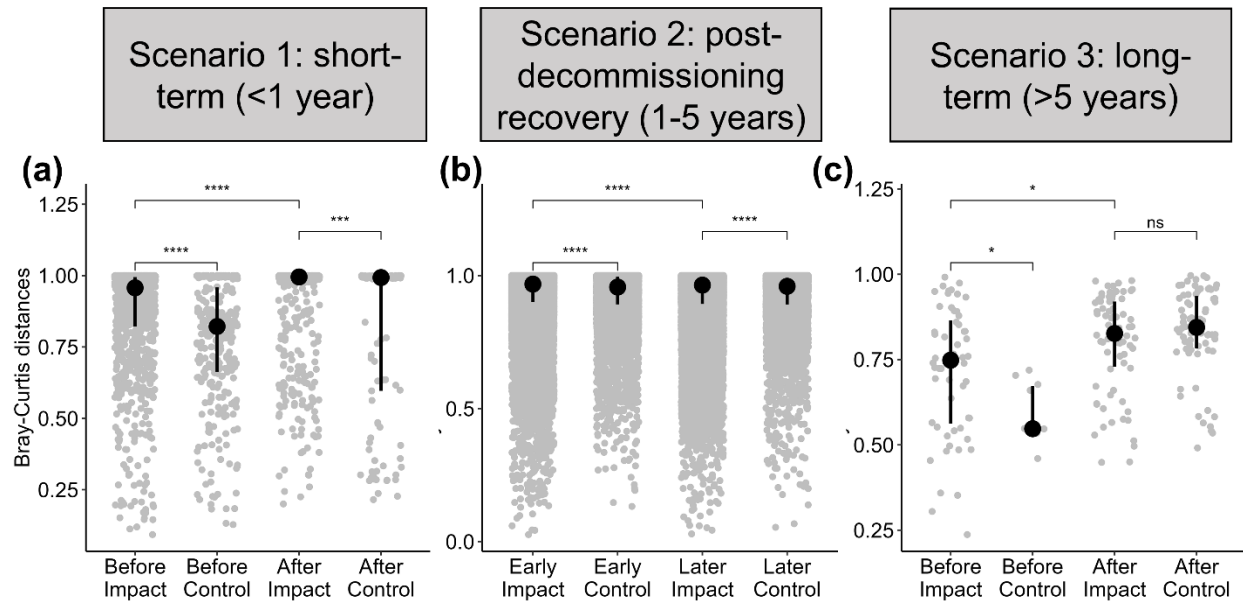 Scenario 1: short-
term (<1 year)
Scenario 2: post-
decommissioning
recovery (1-5 years)
Scenario 3: long-
term (>5 years)
(a)
Bray-Curtis distances
1.25
1.00
0.75
0.50
0.25
****
****
***
Before
Impact
Before
Control
After
Impact
After
Control
(b)
1.0
0.5
0.0
****
****
****
Early
Impact
Early
Control
Later
Impact
Later
Control
(c)
1.25
1.00
0.75
0.50
0.25
*
*
ns
Before
Impact
Before
Control
After
Impact
After
Control